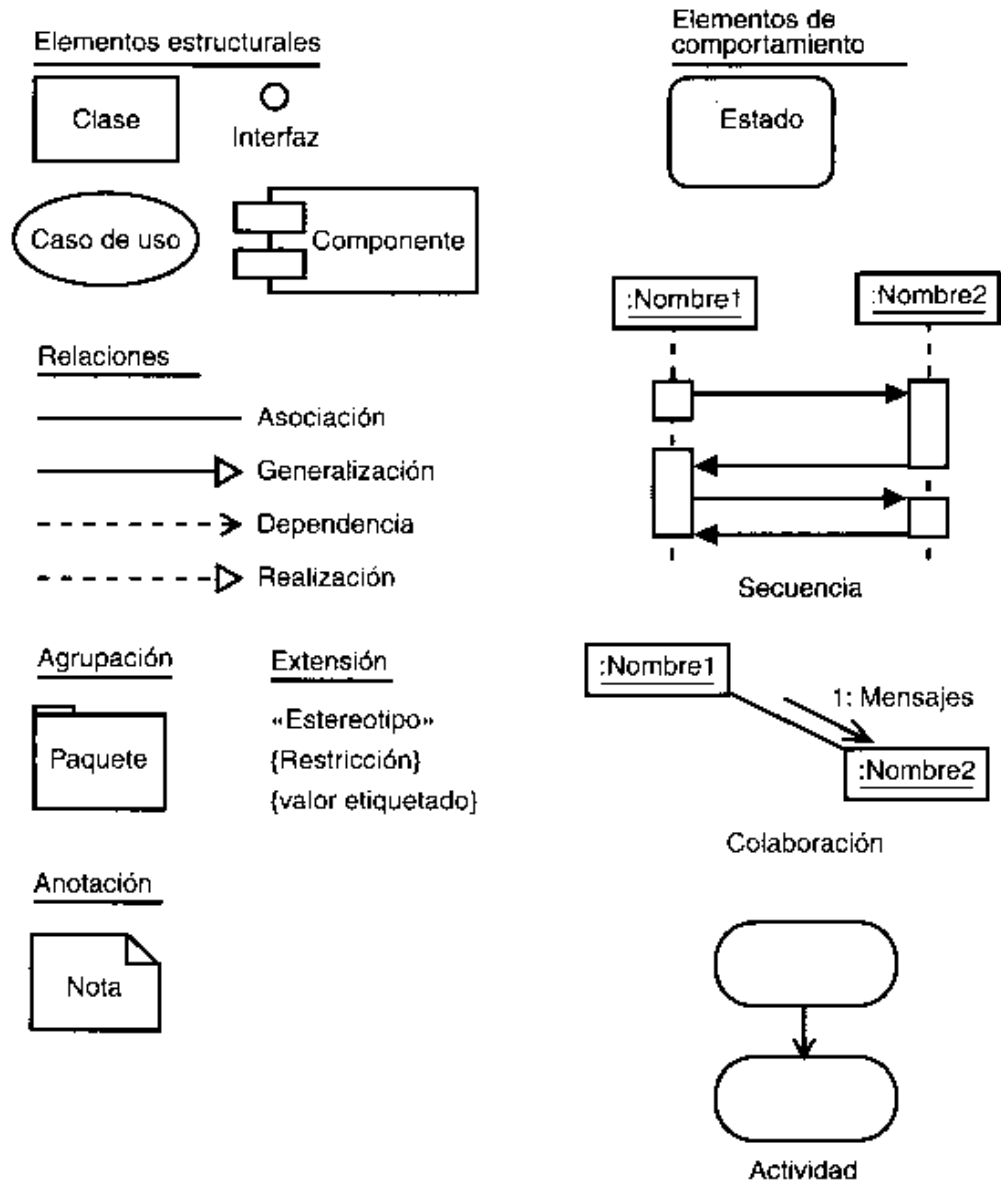 Elementos estructurales
Clase
Interfaz
Caso de uso
Componente
Relaciones
Asociación
Generalización
Dependencia
Realización
Agrupación
Paquete
Extensión
«Estereotipo»
{Restricción}
{valor etiquetado}
Anotación
Nota
Elementos de
comportamiento
Estado
:Nombre1
:Nombre2
Secuencia
:Nombre1
1: Mensajes
:Nombre2
Colaboración
Actividad